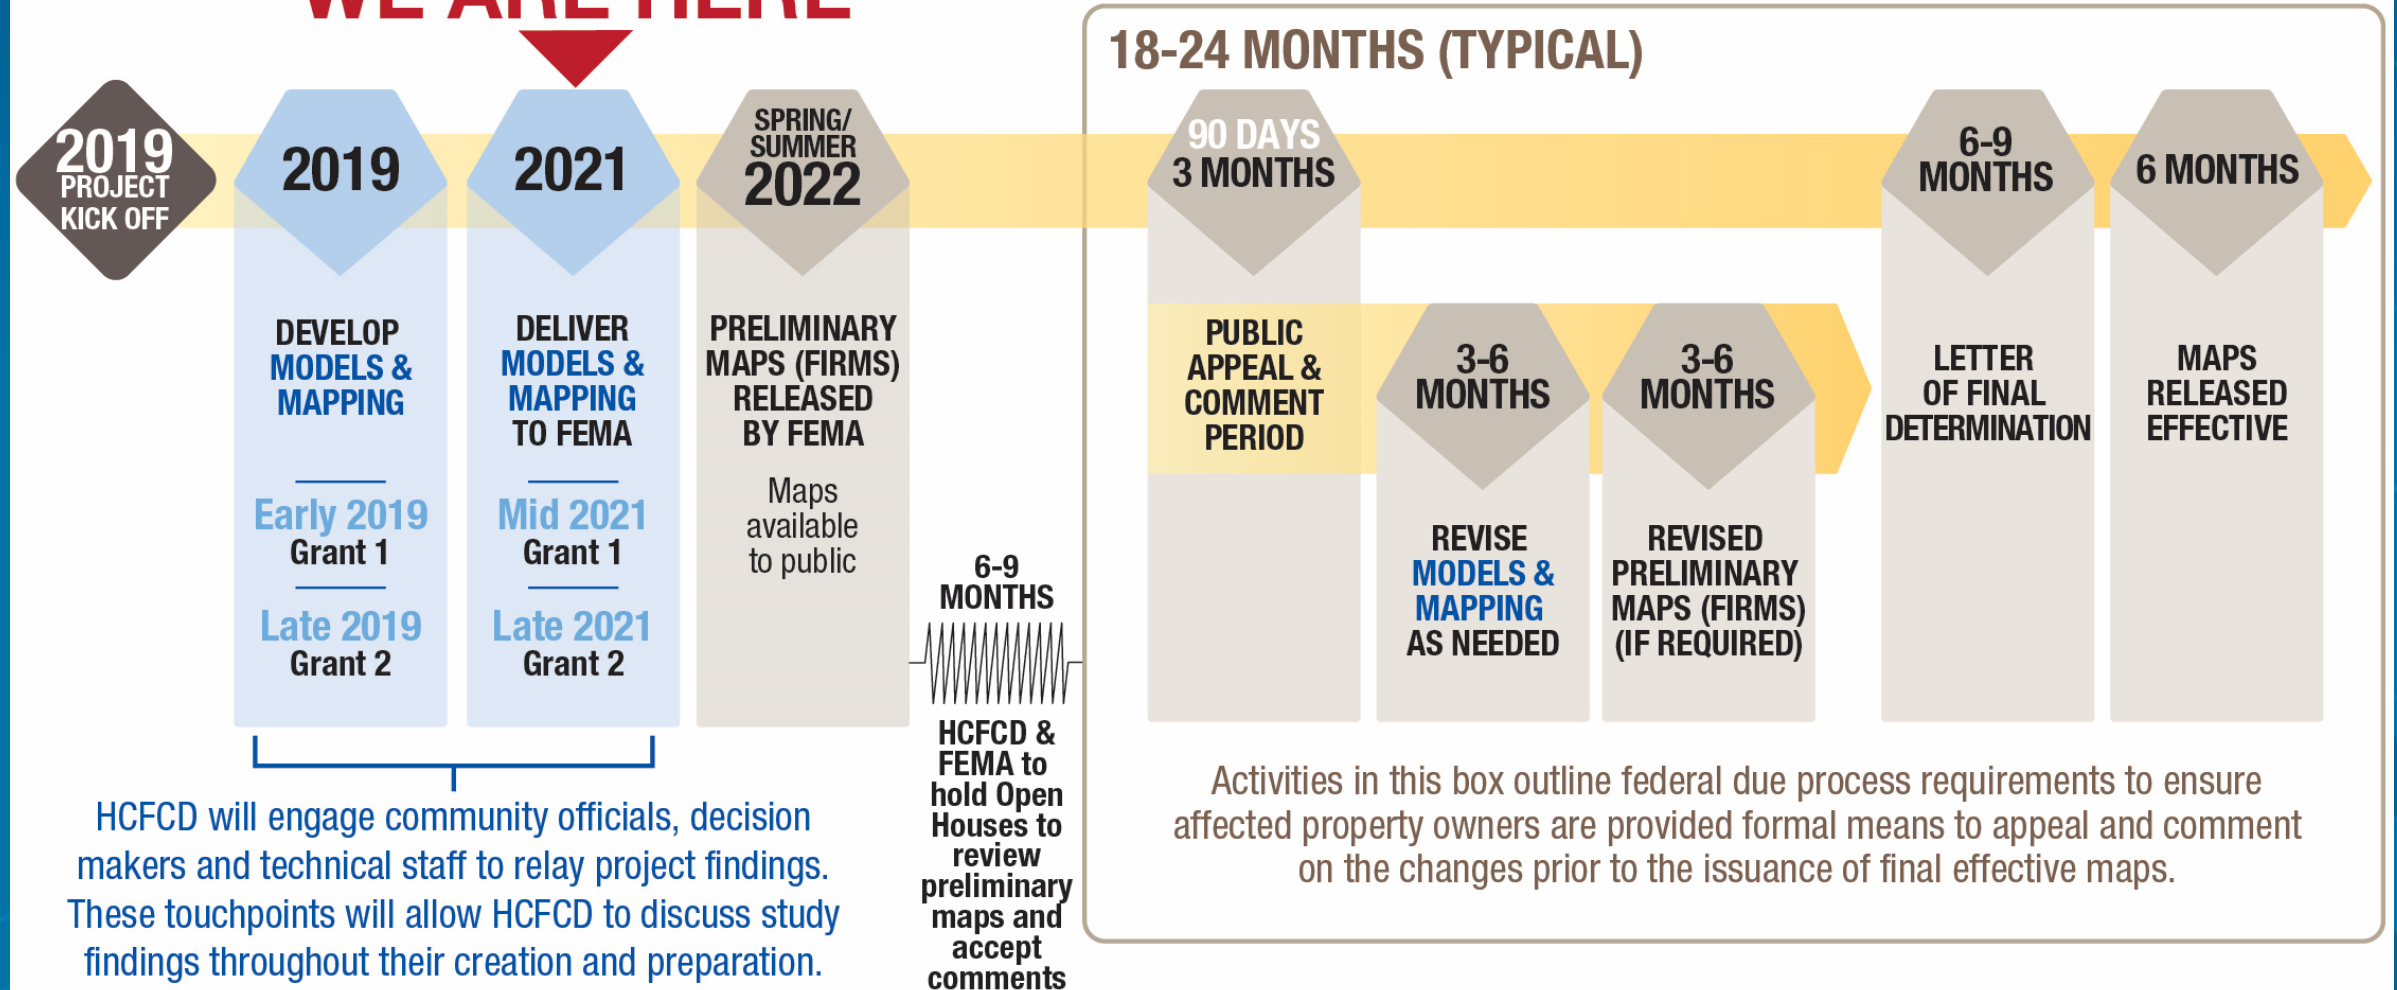 WE ARE HERE
18-24 MONTHS (TYPICAL)
2019
PROJECT
KICK OFF
2019
DEVELOP
MODELS &
MAPPING
Early 2019
Grant 1
Late 2019
Grant 2
2021
DELIVER
MODELS &
MAPPING
TO FEMA
Mid 2021
Grant 1
Late 2021
Grant 2
SPRING/
SUMMER
2022
PRELIMINARY
MAPS (FIRMS)
RELEASED
BY FEMA
Maps
available
to public
HCFCD will engage community officials, decision
makers and technical staff to relay project findings.
These touchpoints will allow HCFCD to discuss study
findings throughout their creation and preparation.
6-9
MONTHS
HCFCD &
FEMA to
hold Open
Houses to
review
preliminary
maps and
accept
comments
90 DAYS
3 MONTHS
PUBLIC
APPEAL &
COMMENT
PERIOD
3-6
MONTHS
REVISE
MODELS &
MAPPING
AS NEEDED
3-6
MONTHS
REVISED
PRELIMINARY
MAPS (FIRMS)
(IF REQUIRED)
6-9
MONTHS
LETTER
OF FINAL
DETERMINATION
6 MONTHS
MAPS
RELEASED
EFFECTIVE
Activities in this box outline federal due process requirements to ensure
affected property owners are provided formal means to appeal and comment
on the changes prior to the issuance of final effective maps.